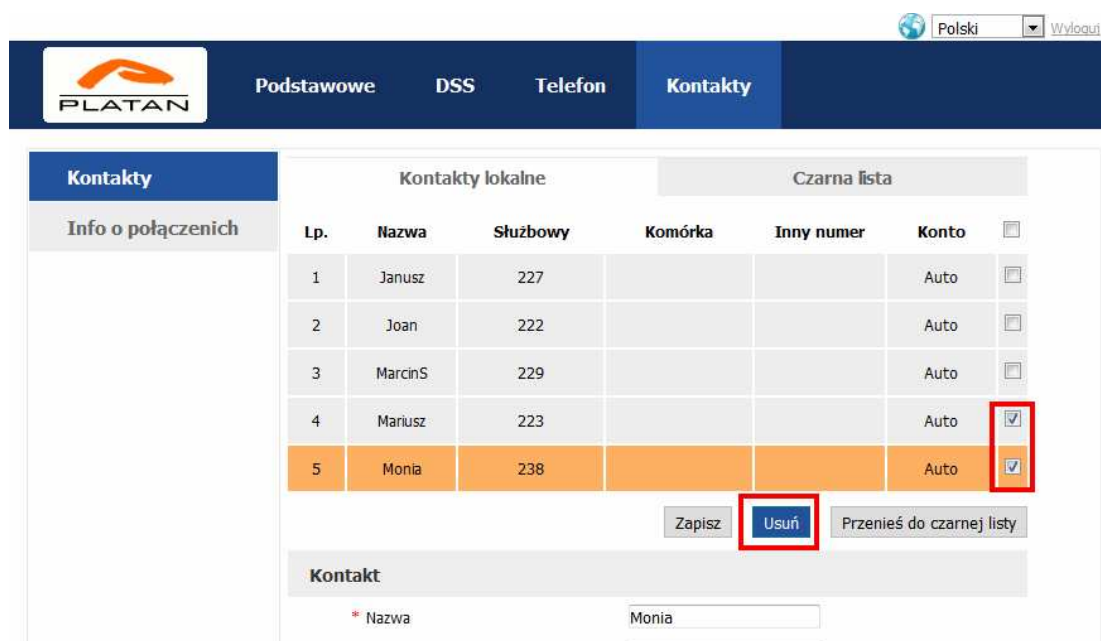 Polski Wyloguj
PLATAN
Podstawowe DSS Telefon Kontakty
Kontakty
Info o połączenich
Kontakty lokalne Czarna lista
Lp. Nazwa Służbowy Komórka Inny numer Konto
1 Janusz 227 Auto
2 Joan 222 Auto
3 MarcinS 229 Auto
4 Mariusz 223 Auto
5 Monia 238 Auto
Zapisz Usuń Przenieś do czarnej listy
Kontakt
* Nazwa Monia